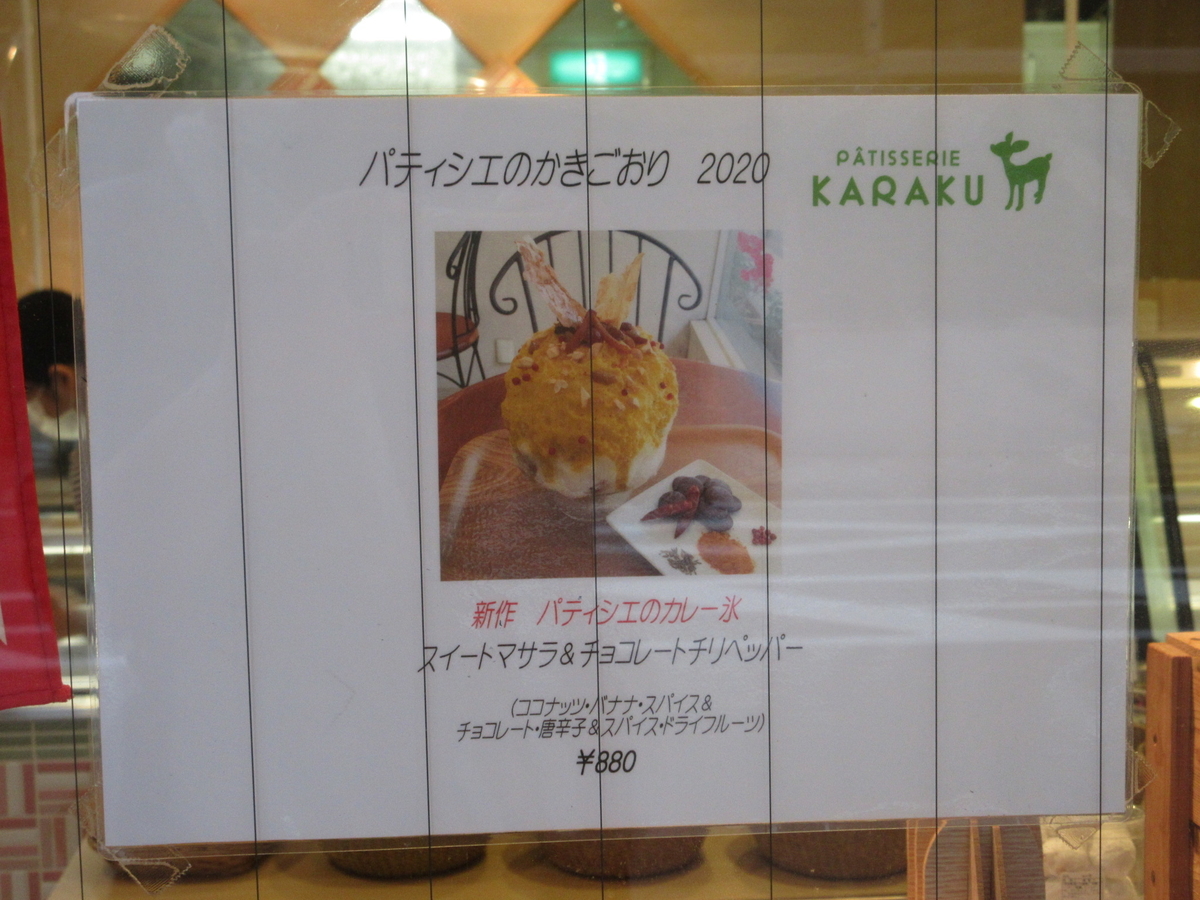 パティシエのかきごおり 2020
PÂTISSERIE
KARAKU
新作 パティシエのカレー氷
スイートマサラ&チョコレートチリペッパー
(ココナッツ・バナナ・スパイス&
チョコレート・唐辛子&スパイス・ドライフルーツ)
¥880